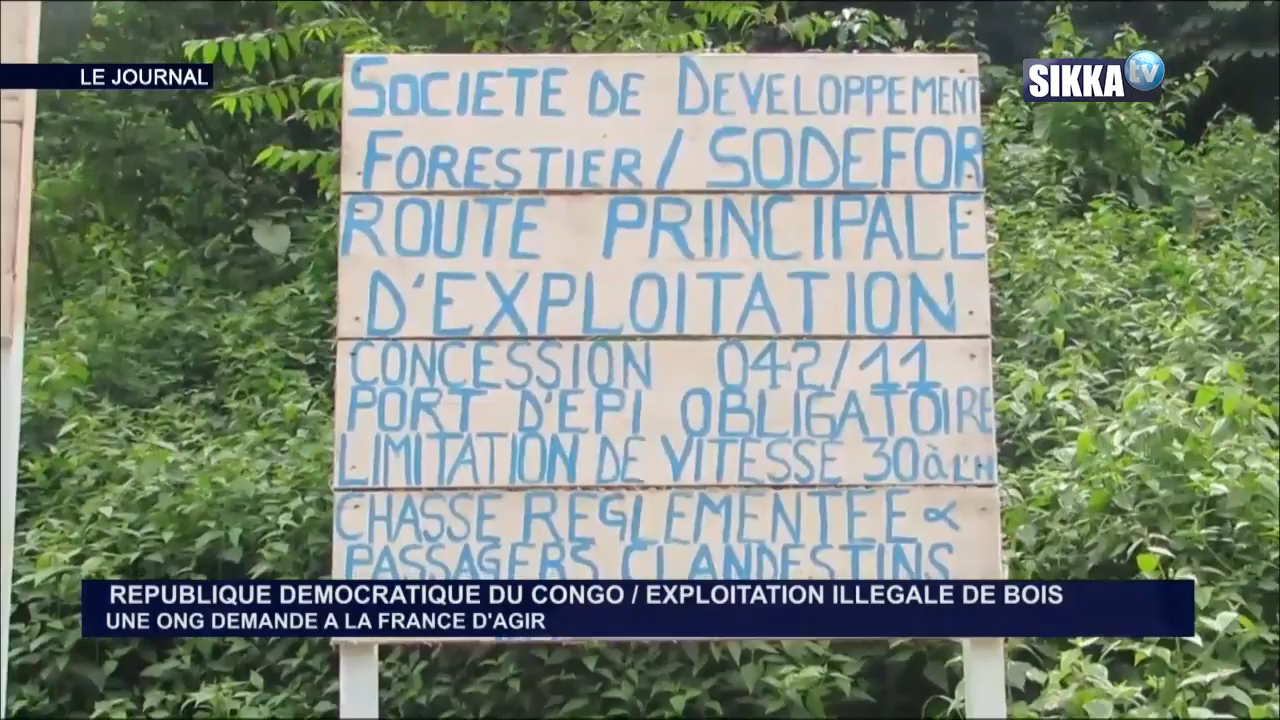 LE JOURNAL
SIKKA tv
SOCIETE DE DEVELOPPEMENT
FORESTIER / SODEFOR
ROUTE PRINCIPALE
D'EXPLOITATION
CONCESSION 042/11
PORT D'EPI OBLIGATOIRE
LIMITATION DE VITESSE 30 à L'H
CHASSE REGLEMENTEE ∝
PASSAGERS CLANDESTINS
REPUBLIQUE DEMOCRATIQUE DU CONGO / EXPLOITATION ILLEGALE DE BOIS
UNE ONG DEMANDE A LA FRANCE D'AGIR